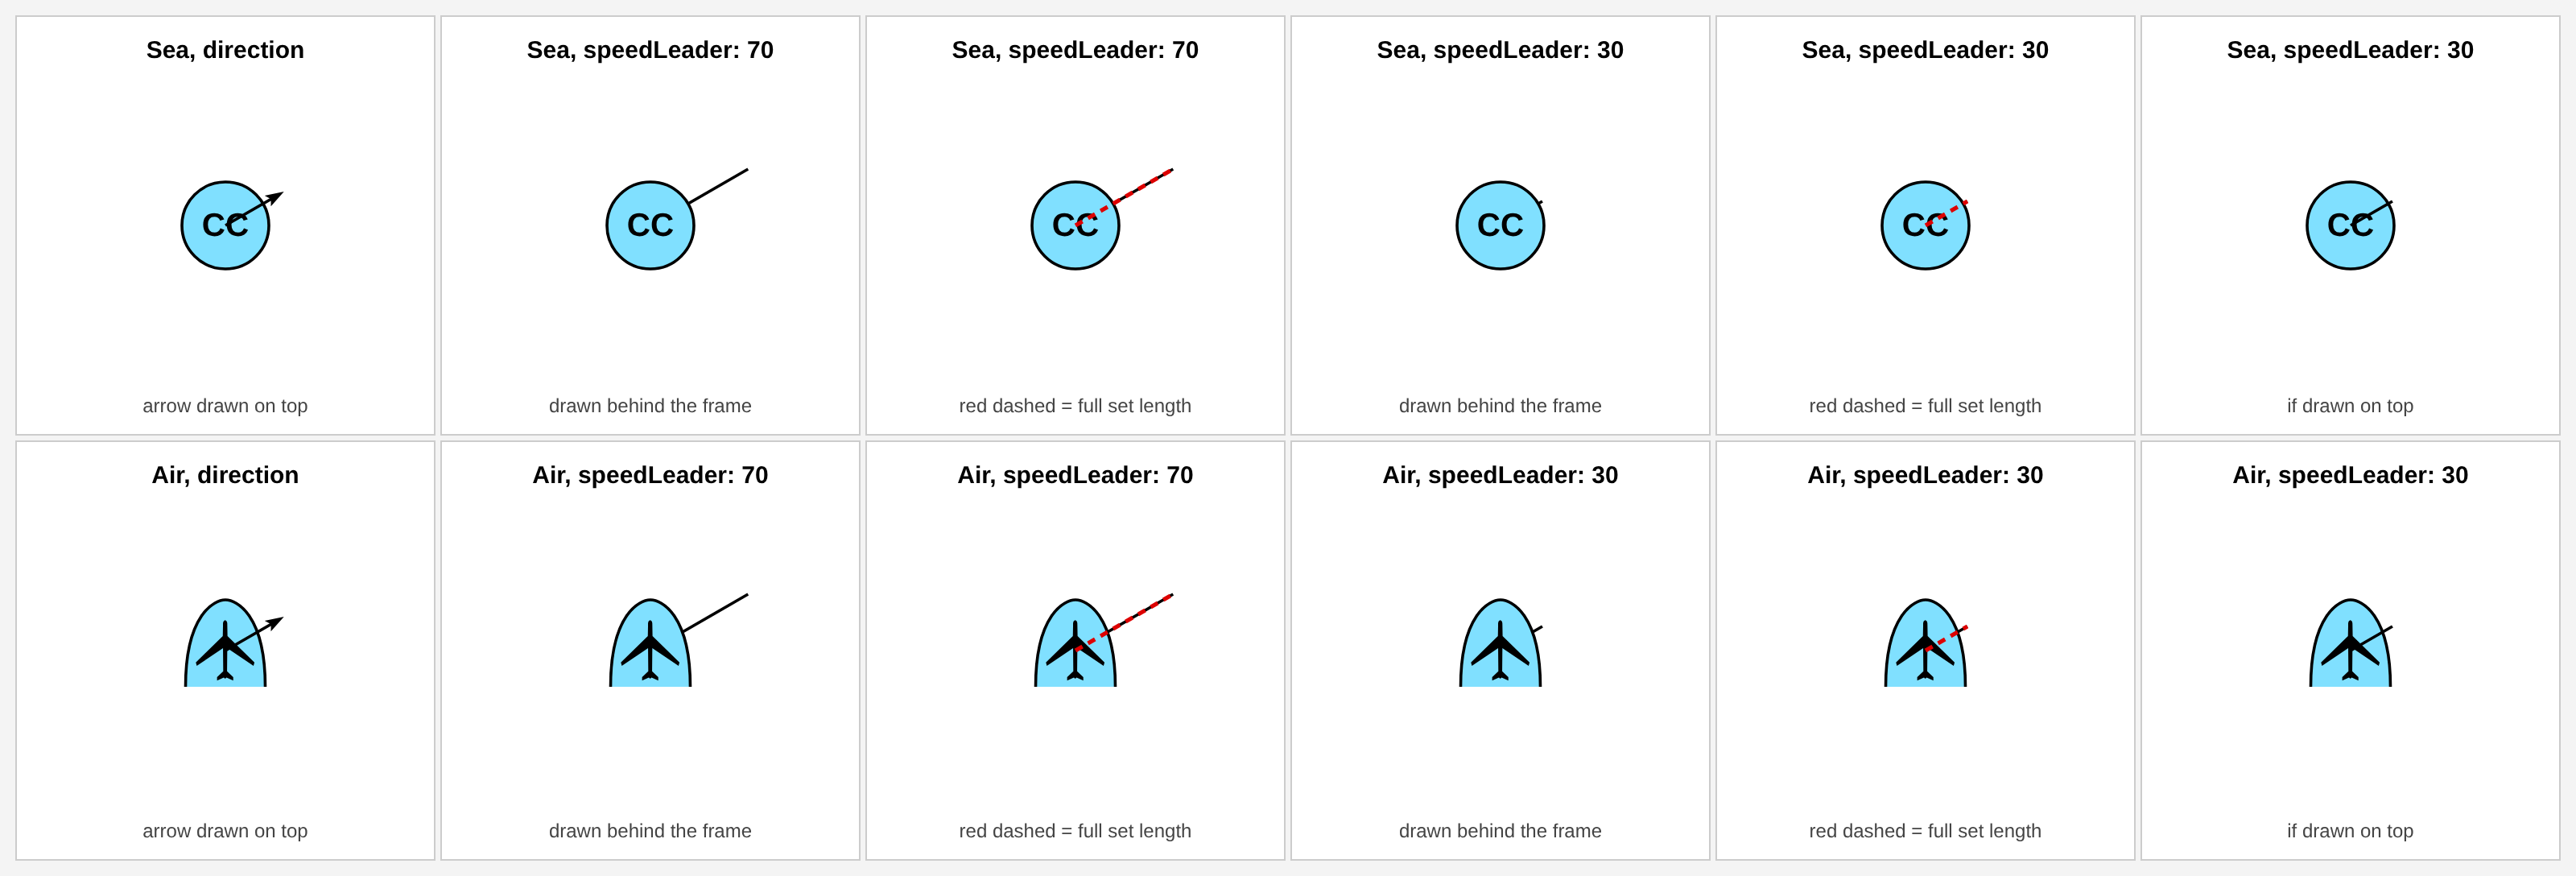 Sea, direction
Sea, speedLeader: 70
Sea, speedLeader: 70
Sea, speedLeader: 30
Sea, speedLeader: 30
Sea, speedLeader: 30
CC
CC
CC
CC
CC
CC
arrow drawn on top
drawn behind the frame
red dashed = full set length
drawn behind the frame
red dashed = full set length
if drawn on top
Air, direction
Air, speedLeader: 70
Air, speedLeader: 70
Air, speedLeader: 30
Air, speedLeader: 30
Air, speedLeader: 30
arrow drawn on top
drawn behind the frame
red dashed = full set length
drawn behind the frame
red dashed = full set length
if drawn on top